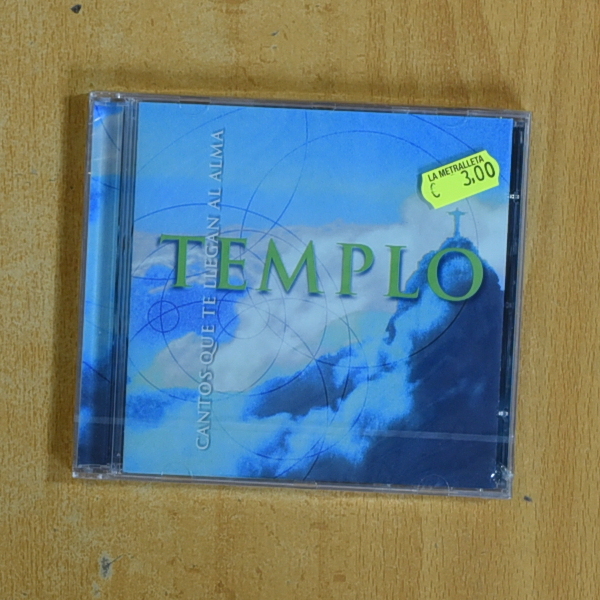 LA METRALLETA
€ 3,00
TEMPLO
CANTOS QUE TE LLEGAN AL ALMA